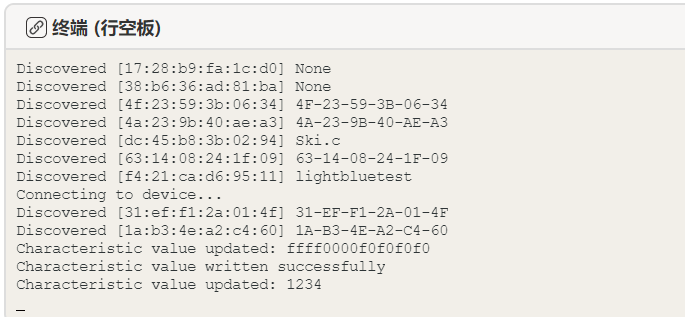 终端 (行空板)
Discovered [17:28:b9:fa:1c:d0] None
Discovered [38:b6:36:ad:81:ba] None
Discovered [4f:23:59:3b:06:34] 4F-23-59-3B-06-34
Discovered [4a:23:9b:40:ae:a3] 4A-23-9B-40-AE-A3
Discovered [dc:45:b8:3b:02:94] Ski.c
Discovered [63:14:08:24:1f:09] 63-14-08-24-1F-09
Discovered [f4:21:ca:d6:95:11] lightbluetest
Connecting to device...
Discovered [31:ef:f1:2a:01:4f] 31-EF-F1-2A-01-4F
Discovered [1a:b3:4e:a2:c4:60] 1A-B3-4E-A2-C4-60
Characteristic value updated: ffff0000f0f0f0f0
Characteristic value written successfully
Characteristic value updated: 1234
_